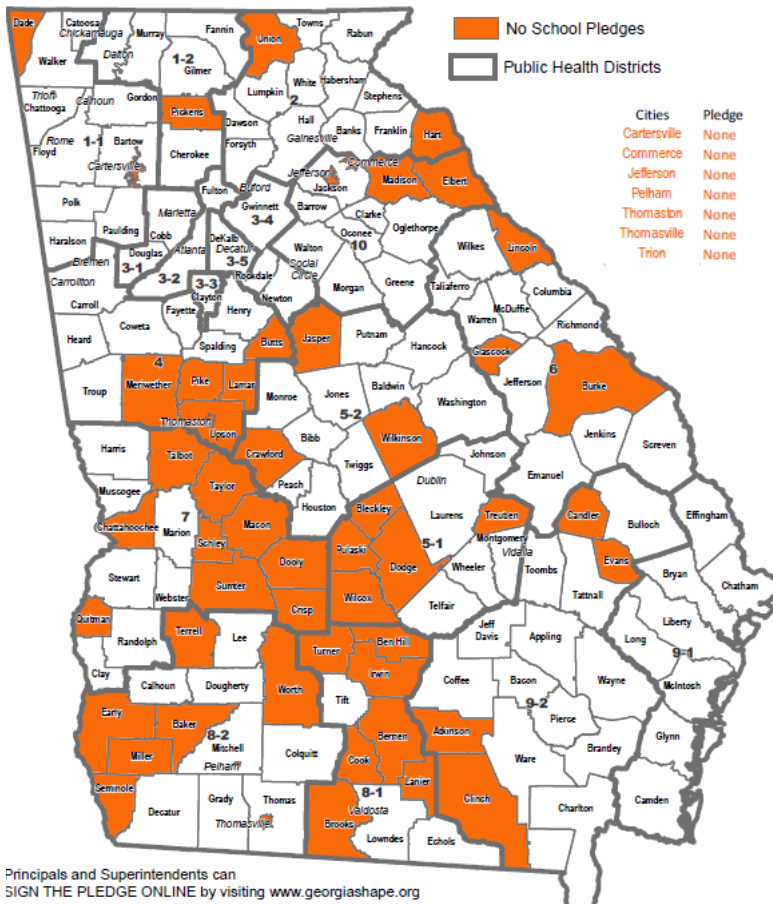 Dade
Catoosa
Chickamauga
Walker
Dalton
Murray
Fannin
1-2
Gilmer
Union
Towns
Rabun
No School Pledges
Public Health Districts
Trion
Chattooga
Calhoun
Gordon
Pickens
Lumpkin
White
Habersham
2
Stephens
Dawson
Hall
Banks
Franklin
Hart
Gainesville
Rome
Floyd
1-1
Bartow
Cartersville
Cherokee
Forsyth
Cities Pledge
Cartersville None
Commerce None
Jefferson None
Pelham None
Thomaston None
Thomasville None
Trion None
Commerce
Jefferson
Jackson
Madison
Elbert
Polk
Paulding
Haralson
Bremen
Marietta
Cobb
Fulton
Buford
Gwinnett
3-4
Barrow
Clarke
Oconee
10
Oglethorpe
Wilkes
Lincoln
Douglas
3-1
Atlanta
3-2
DeKalb
Decatur
3-5
Rockdale
3-3
Clayton
Walton
Social
Circle
Morgan
Greene
Taliaferro
Columbia
McDuffie
Warren
Richmond
Carrollton
Carroll
Fayette
Henry
Newton
Heard
Coweta
Spalding
Butts
Jasper
Putnam
Hancock
Glascock
Jefferson
6
Burke
Troup
4
Meriwether
Pike
Lamar
Thomaston
Upson
Monroe
Jones
Baldwin
5-2
Washington
Jenkins
Screven
Harris
Talbot
Crawford
Bibb
Wilkinson
Twiggs
Peach
Houston
Johnson
Emanuel
Muscogee
Chattahoochee
7
Marion
Taylor
Macon
Schley
Bleckley
Dublin
Laurens
Treutlen
Candler
Bulloch
Effingham
Dooly
Pulaski
Dodge
5-1
Montgomery
Vidalia
Wheeler
Toombs
Evans
Tattnall
Bryan
Chatham
Stewart
Webster
Sumter
Crisp
Wilcox
Telfair
Liberty
Long
9-1
McIntosh
Quitman
Randolph
Terrell
Lee
Turner
Ben Hill
Irwin
Jeff
Davis
Appling
Coffee
Bacon
Wayne
Clay
Calhoun
Dougherty
Worth
Tift
9-2
Pierce
Early
Baker
8-2
Mitchell
Miller
Pelham
Colquitt
Berrien
Cook
Atkinson
Ware
Brantley
Glynn
Seminole
Decatur
Grady
Thomas
Thomasville
Brooks
8-1
Valdosta
Lanier
Lowndes
Echols
Clinch
Charlton
Camden
Principals and Superintendents can
SIGN THE PLEDGE ONLINE by visiting www.georgiashape.org